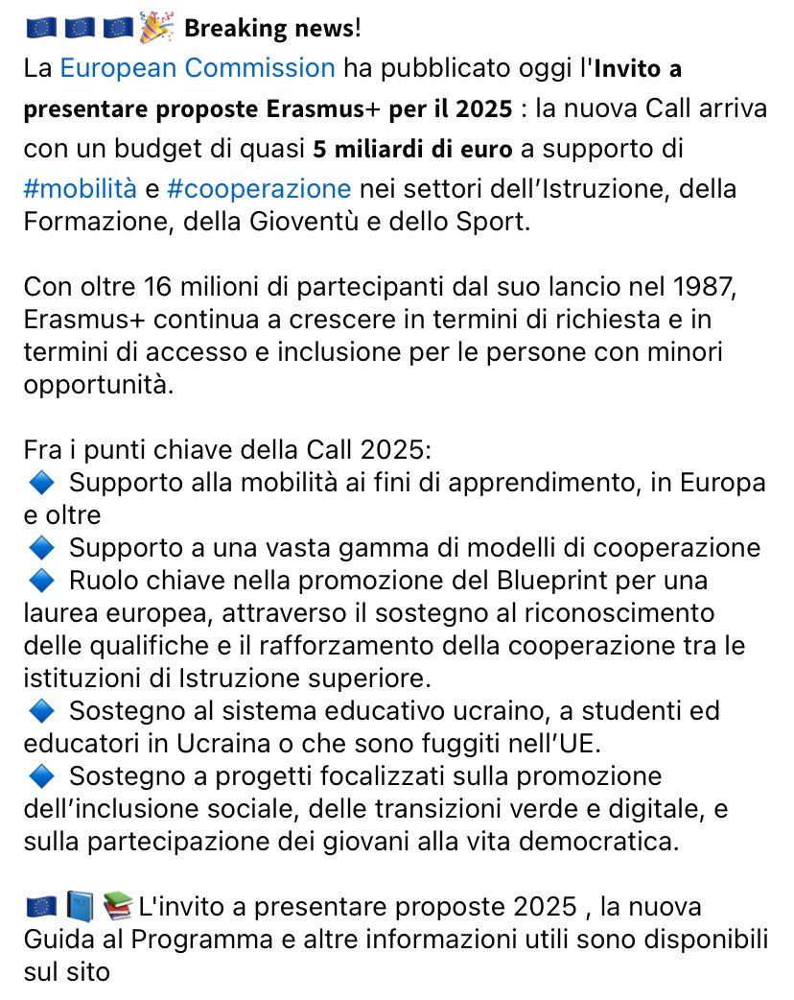 🇪🇺🇪🇺🇪🇺🎉 Breaking news!
La European Commission ha pubblicato oggi l'Invito a
presentare proposte Erasmus+ per il 2025 : la nuova Call arriva
con un budget di quasi 5 miliardi di euro a supporto di
#mobilità e #cooperazione nei settori dell’Istruzione, della
Formazione, della Gioventù e dello Sport.
Con oltre 16 milioni di partecipanti dal suo lancio nel 1987,
Erasmus+ continua a crescere in termini di richiesta e in
termini di accesso e inclusione per le persone con minori
opportunità.
Fra i punti chiave della Call 2025:
🔷 Supporto alla mobilità ai fini di apprendimento, in Europa
e oltre
🔷 Supporto a una vasta gamma di modelli di cooperazione
🔷 Ruolo chiave nella promozione del Blueprint per una
laurea europea, attraverso il sostegno al riconoscimento
delle qualifiche e il rafforzamento della cooperazione tra le
istituzioni di Istruzione superiore.
🔷 Sostegno al sistema educativo ucraino, a studenti ed
educatori in Ucraina o che sono fuggiti nell’UE.
🔷 Sostegno a progetti focalizzati sulla promozione
dell’inclusione sociale, delle transizioni verde e digitale, e
sulla partecipazione dei giovani alla vita democratica.
🇪🇺📘📚L'invito a presentare proposte 2025 , la nuova
Guida al Programma e altre informazioni utili sono disponibili
sul sito